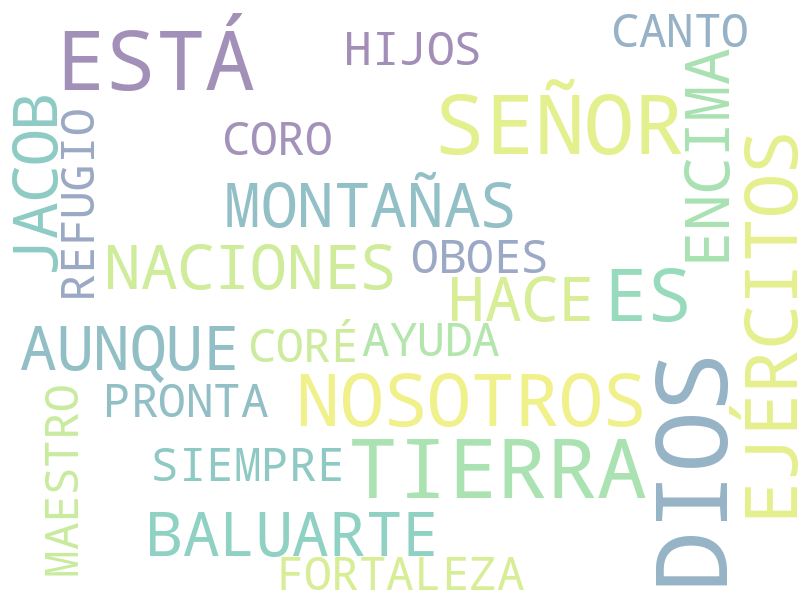 ESTÁ
HIJOS
CANTO
JACOB
REFUGIO
CORO
SEÑOR
ENCIMA
MONTAÑAS
EJÉRCITOS
NACIONES
OBOES
HACE
ES
AUNQUE
CORÉ
AYUDA
PRONTA
NOSOTROS
DIOS
MAESTRO
SIEMPRE
TIERRA
BALUARTE
FORTALEZA